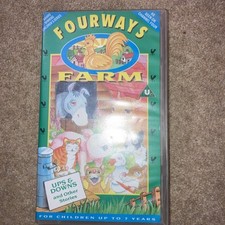 FOURWAYS
FARM
U
UPS &
DOWNS
and Other
Stories
FOR CHILDREN UP TO 7 YEARS